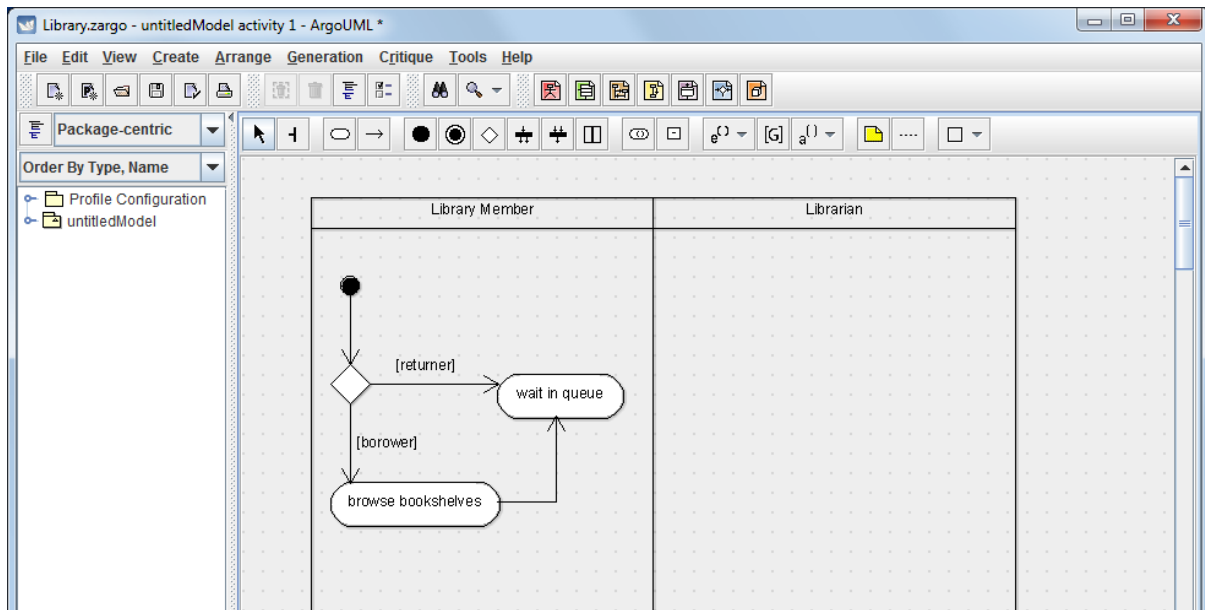 Library.zargo - untitledModel activity 1 - ArgoUML *
File Edit View Create Arrange Generation Critique Tools Help
Package-centric
e() [G] a()
Order By Type, Name
Profile Configuration
untitledModel
Library Member Librarian
[returner]
wait in queue
[borower]
browse bookshelves